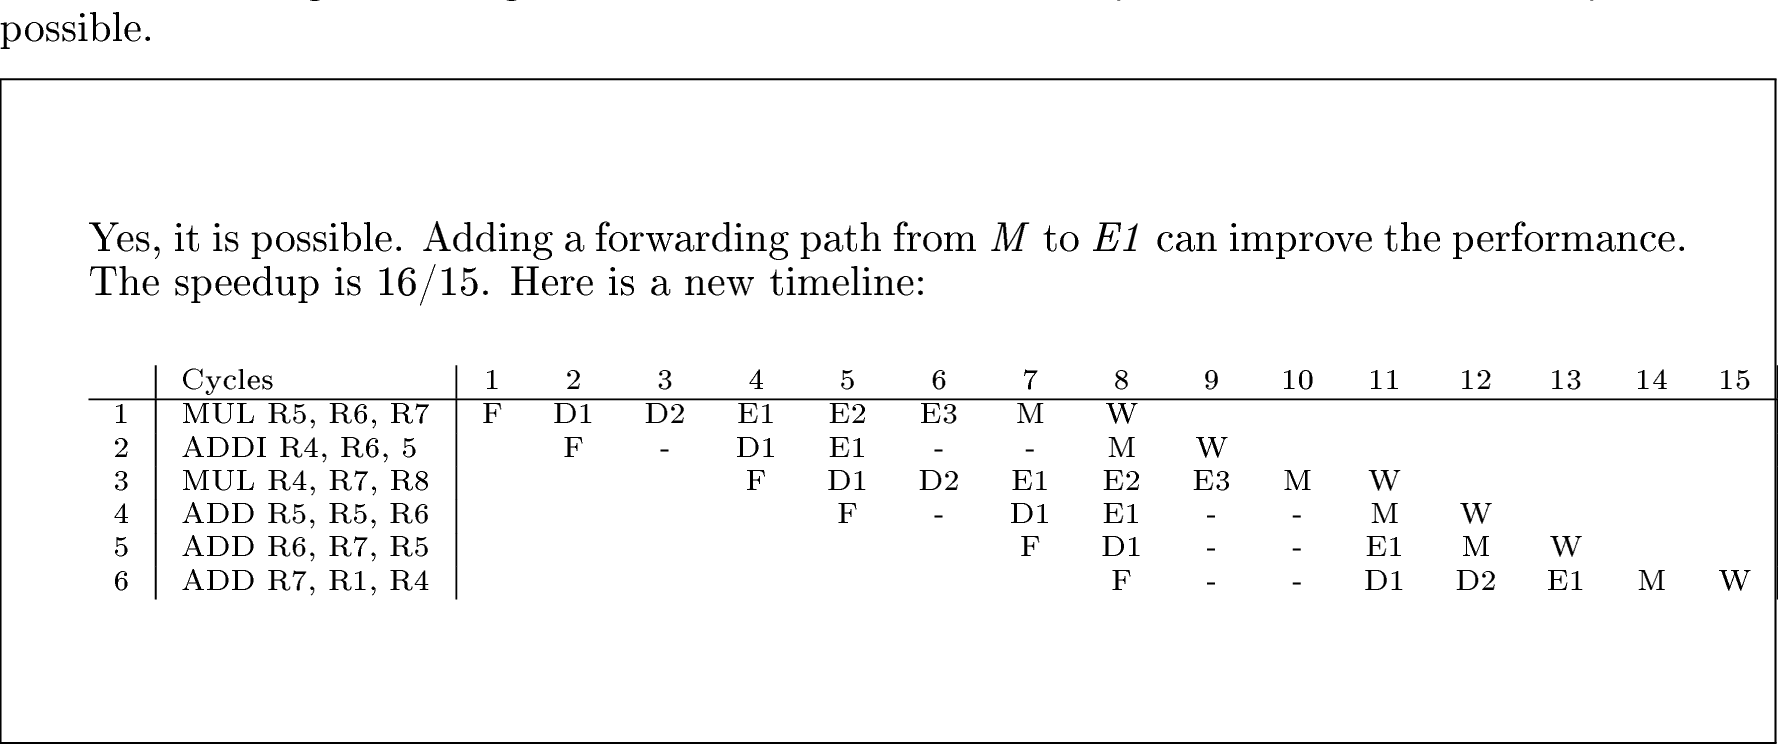 possible.
Yes, it is possible. Adding a forwarding path from M to E1 can improve the performance.
The speedup is 16/15. Here is a new timeline:
Cycles 1 2 3 4 5 6 7 8 9 10 11 12 13 14 15
1 MUL R5, R6, R7 F D1 D2 E1 E2 E3 M W
2 ADDI R4, R6, 5 F - D1 E1 - - M W
3 MUL R4, R7, R8 F D1 D2 E1 E2 E3 M W
4 ADD R5, R5, R6 F - D1 E1 - - M W
5 ADD R6, R7, R5 F D1 - - E1 M W
6 ADD R7, R1, R4 F - - D1 D2 E1 M W